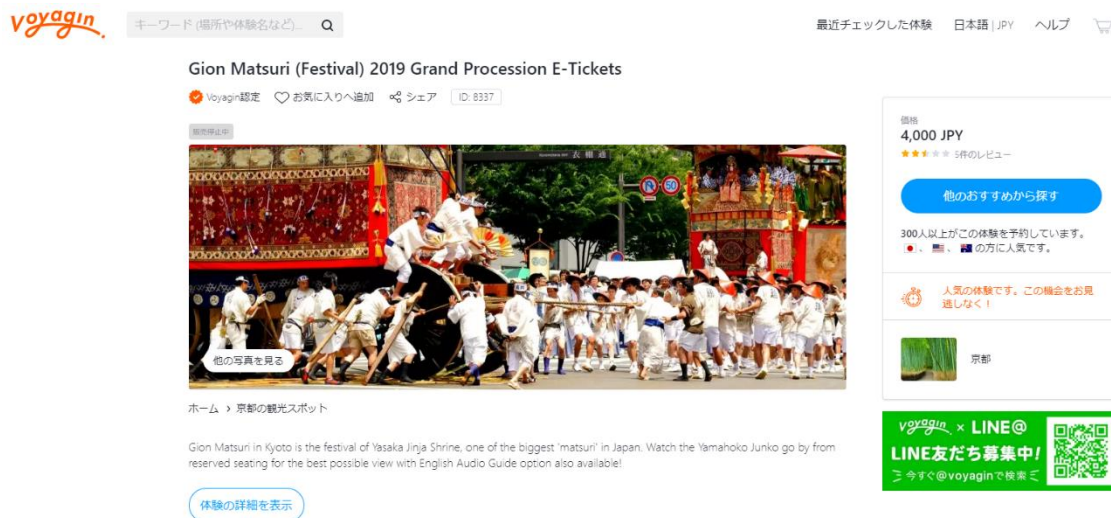 voyagin
キーワード (場所や体験名など)...
最近チェックした体験 日本語 | JPY ヘルプ
Gion Matsuri (Festival) 2019 Grand Procession E-Tickets
Voyagin認定 お気に入りへ追加 シェア ID: 8337
販売停止中
衣棚通
50
他の写真を見る
ホーム › 京都の観光スポット
Gion Matsuri in Kyoto is the festival of Yasaka Jinja Shrine, one of the biggest 'matsuri' in Japan. Watch the Yamahoko Junko go by from
reserved seating for the best possible view with English Audio Guide option also available!
体験の詳細を表示
価格
4,000 JPY
5件のレビュー
他のおすすめから探す
300人以上がこの体験を予約しています。
、 、 の方に人気です。
人気の体験です。この機会をお見
逃しなく！
京都
voyagin × LINE@
LINE友だち募集中!
今すぐ@voyaginで検索